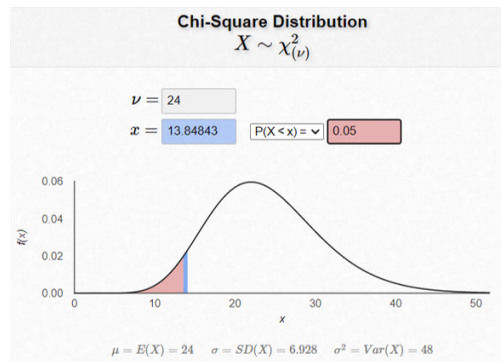 Chi-Square Distribution
X ∼ χ²₍ν₎
ν = 24
x = 13.84843 P(X < x) = 0.05
0.06
0.04
0.02
0.00
f(x)
0 10 20 30 40 50
x
μ = E(X) = 24 σ = SD(X) = 6.928 σ² = Var(X) = 48